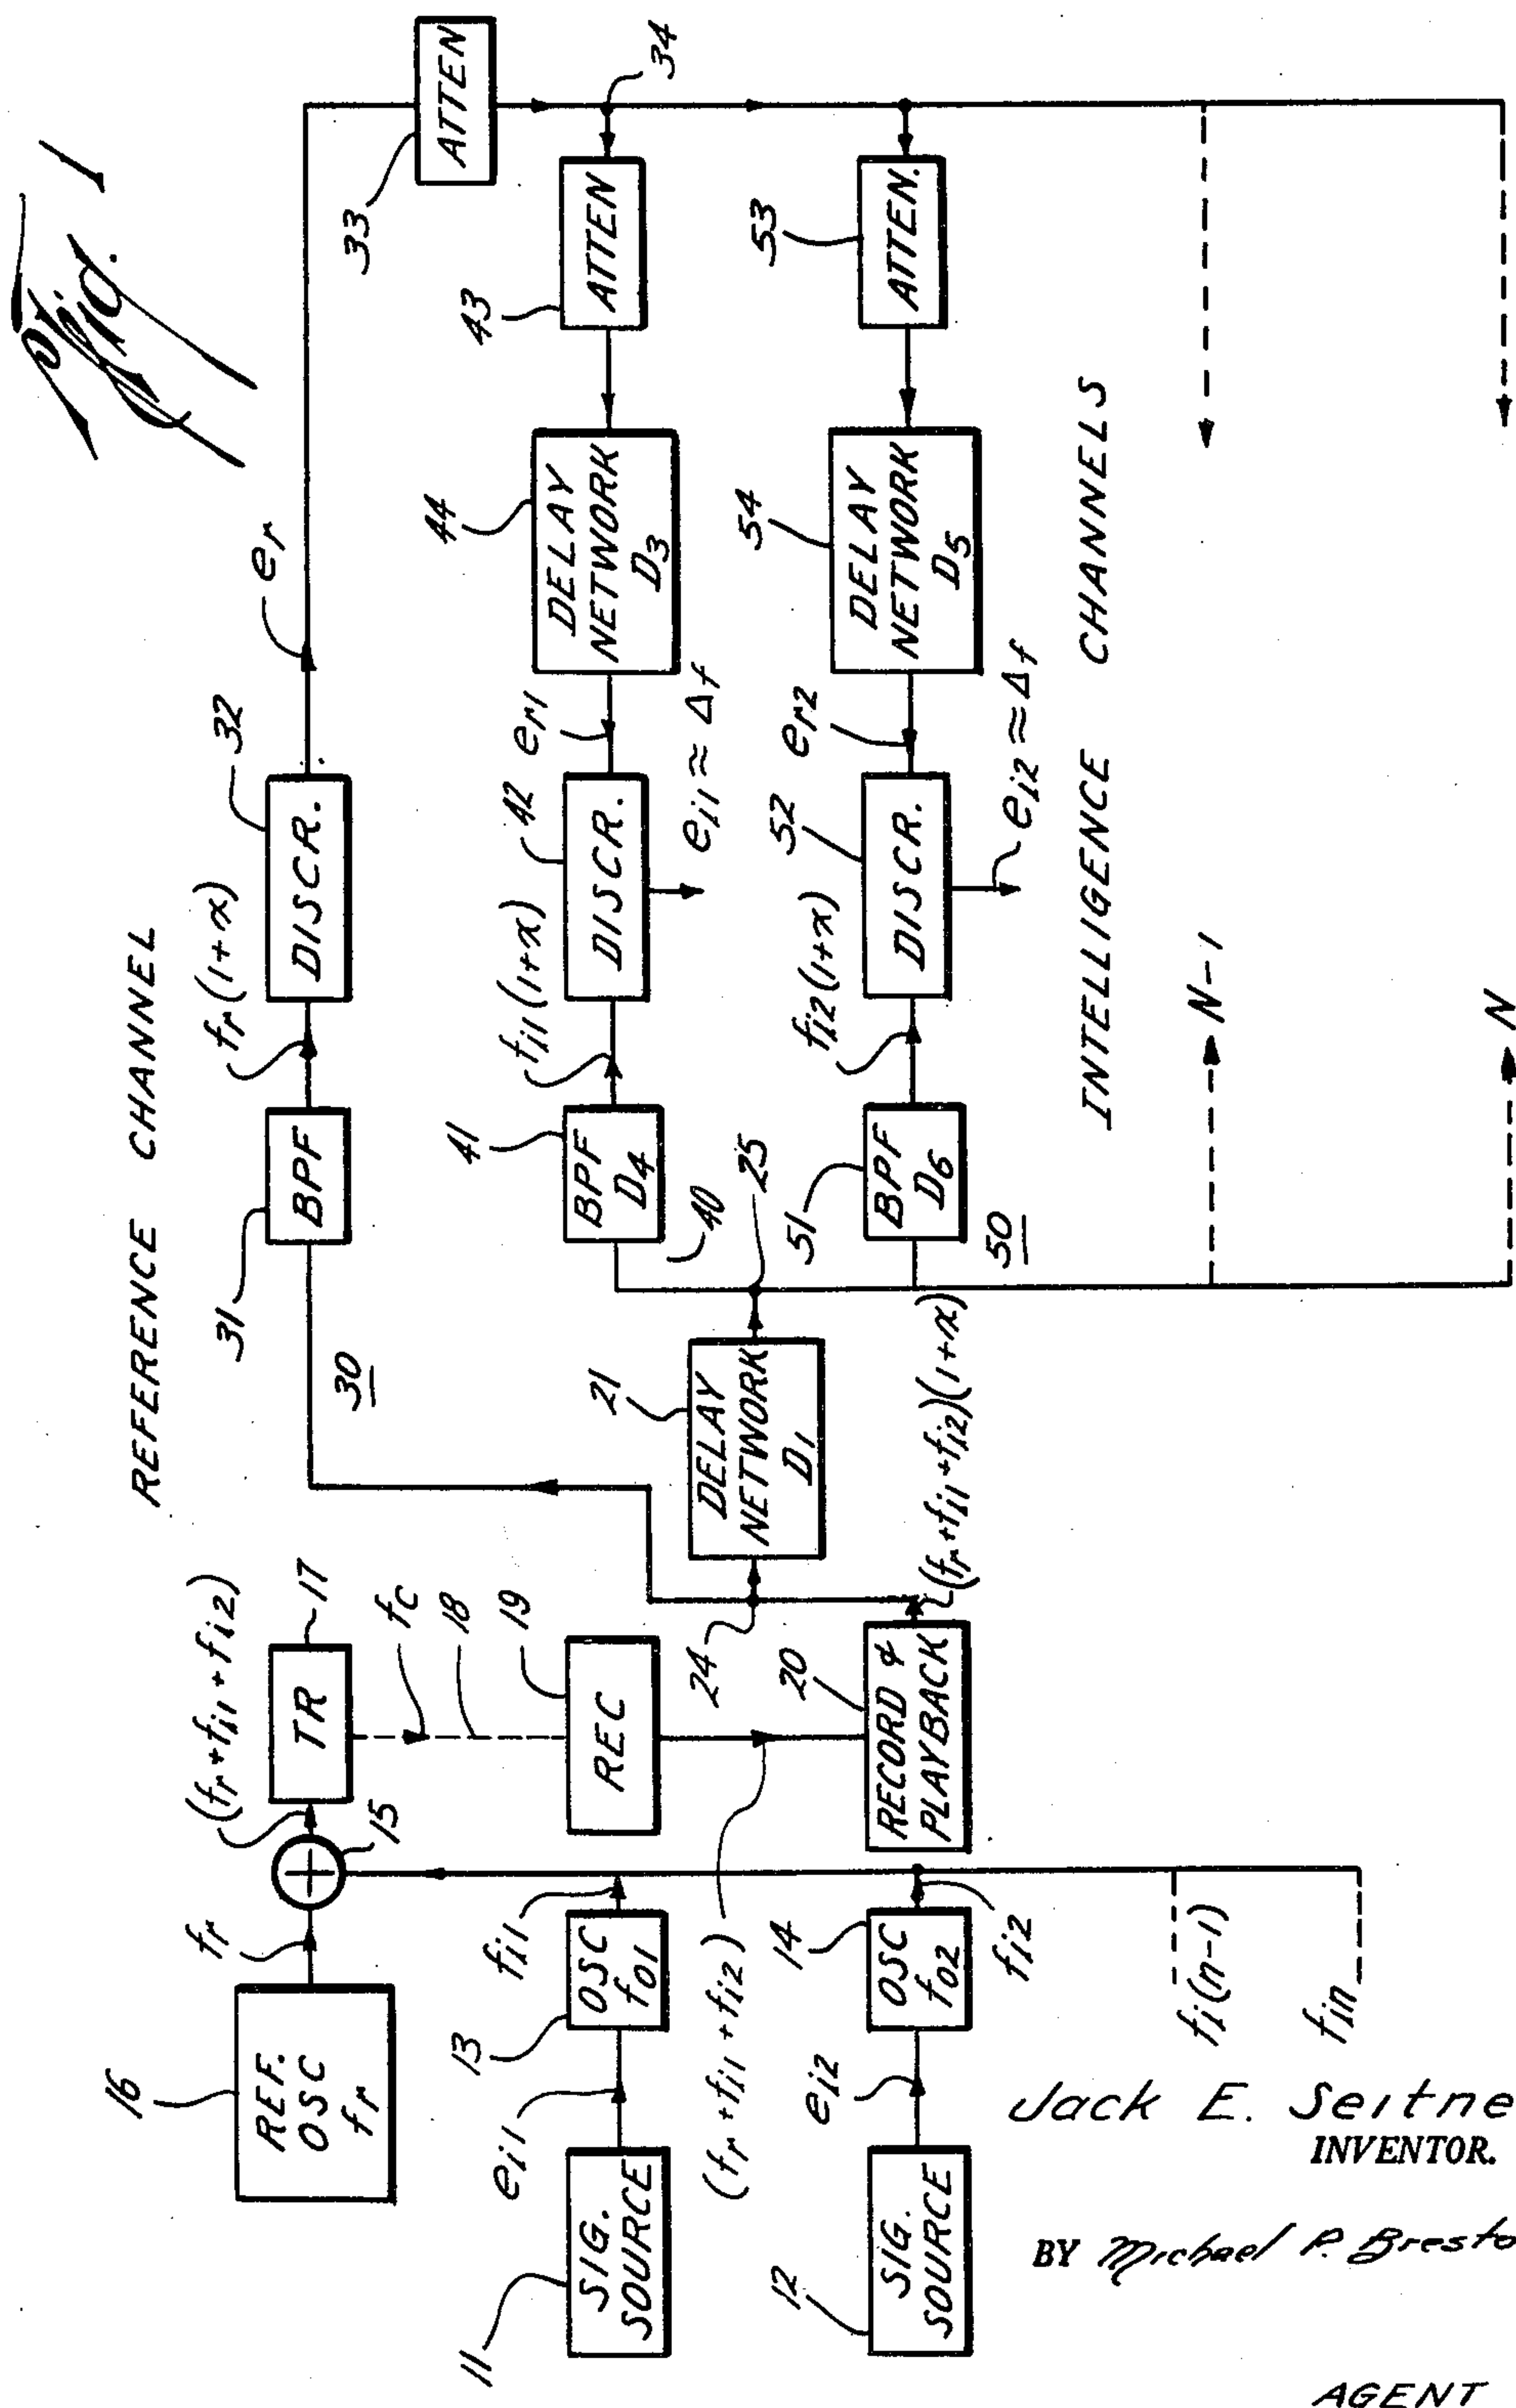 Fig. 1
REFERENCE CHANNEL
16
REF.
OSC
fr
fr
15
(fr+fi1+fi2)
TR
17
fc
18
REC
19
(fr+fi1+fi2)
20
RECORD &
PLAYBACK
(fr+fi1+fi2)(1+x)
24
11
SIG.
SOURCE
ei1
13
OSC
f01
fi1
12
SIG.
SOURCE
ei2
14
OSC
f02
fi2
fi(n-1)
fin
21
DELAY
NETWORK
D1
25
30
31
BPF
fr(1+x)
32
DISCR.
er
33
ATTEN
34
40
41
BPF
D4
fi1(1+x)
42
DISCR.
er1
ei1≈Δf
44
DELAY
NETWORK
D3
43
ATTEN
50
51
BPF
D6
fi2(1+x)
52
DISCR.
er2
ei2≈Δf
54
DELAY
NETWORK
D5
53
ATTEN.
INTELLIGENCE CHANNELS
N-1
N
Jack E. Seitne
INVENTOR.
BY Michael P. Bresto
AGENT